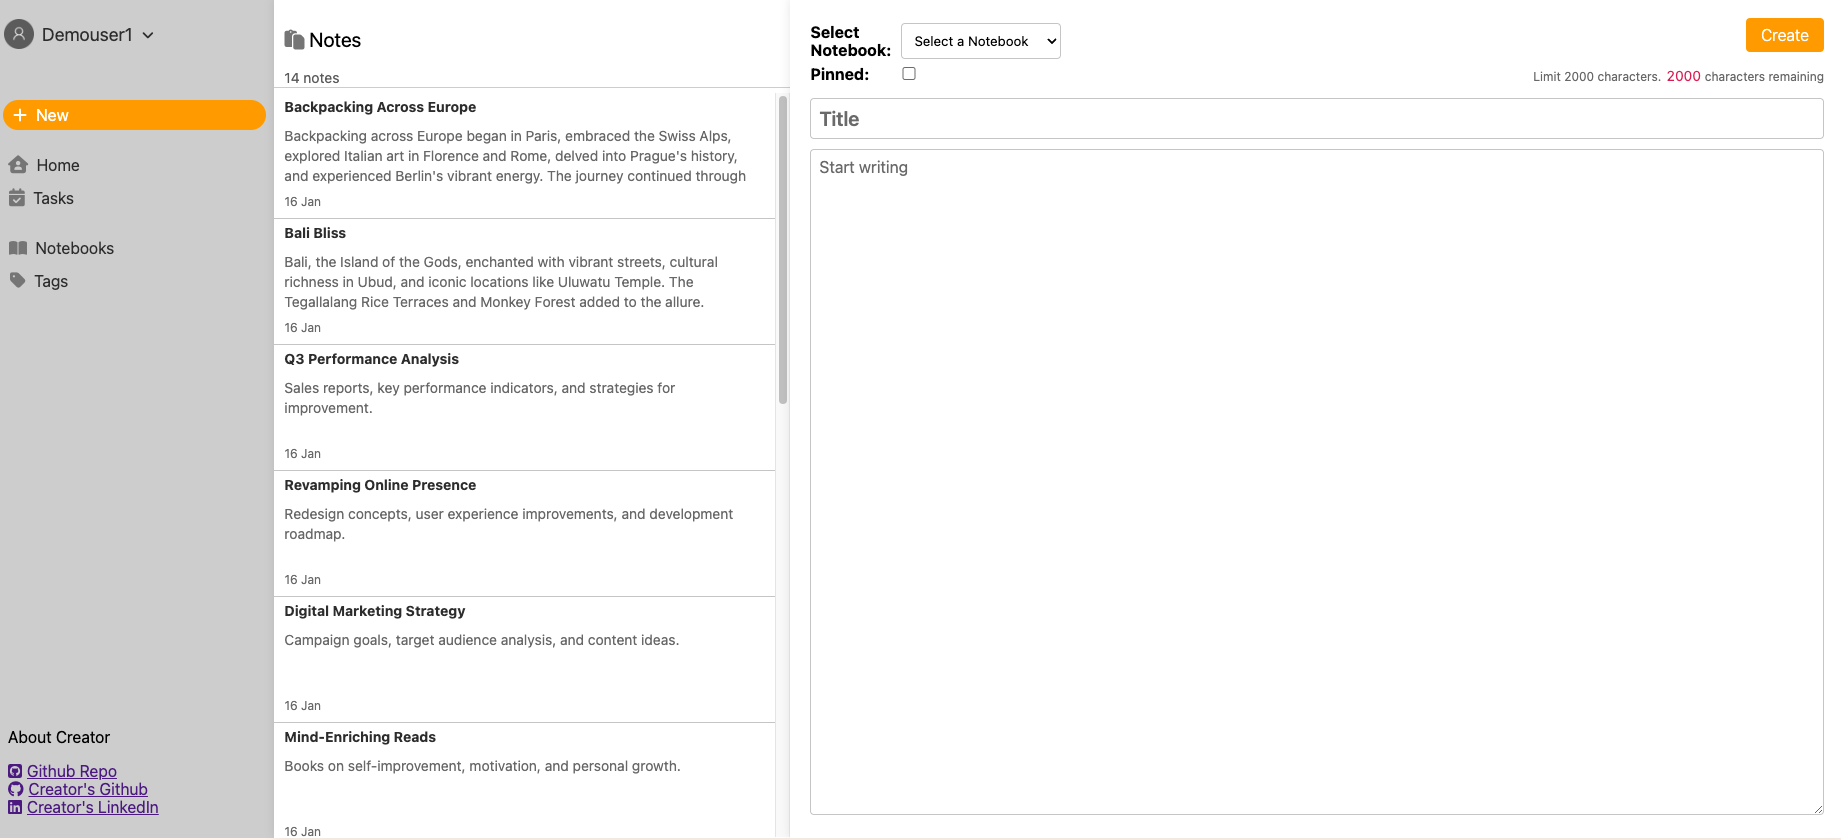 Demouser1
New
Home
Tasks
Notebooks
Tags
About Creator
Github Repo
Creator's Github
Creator's LinkedIn
Notes
14 notes
Backpacking Across Europe
Backpacking across Europe began in Paris, embraced the Swiss Alps,
explored Italian art in Florence and Rome, delved into Prague's history,
and experienced Berlin's vibrant energy. The journey continued through
16 Jan
Bali Bliss
Bali, the Island of the Gods, enchanted with vibrant streets, cultural
richness in Ubud, and iconic locations like Uluwatu Temple. The
Tegallalang Rice Terraces and Monkey Forest added to the allure.
16 Jan
Q3 Performance Analysis
Sales reports, key performance indicators, and strategies for
improvement.
16 Jan
Revamping Online Presence
Redesign concepts, user experience improvements, and development
roadmap.
16 Jan
Digital Marketing Strategy
Campaign goals, target audience analysis, and content ideas.
16 Jan
Mind-Enriching Reads
Books on self-improvement, motivation, and personal growth.
16 Jan
Select
Notebook:
Select a Notebook
Create
Pinned:
Limit 2000 characters. 2000 characters remaining
Title
Start writing